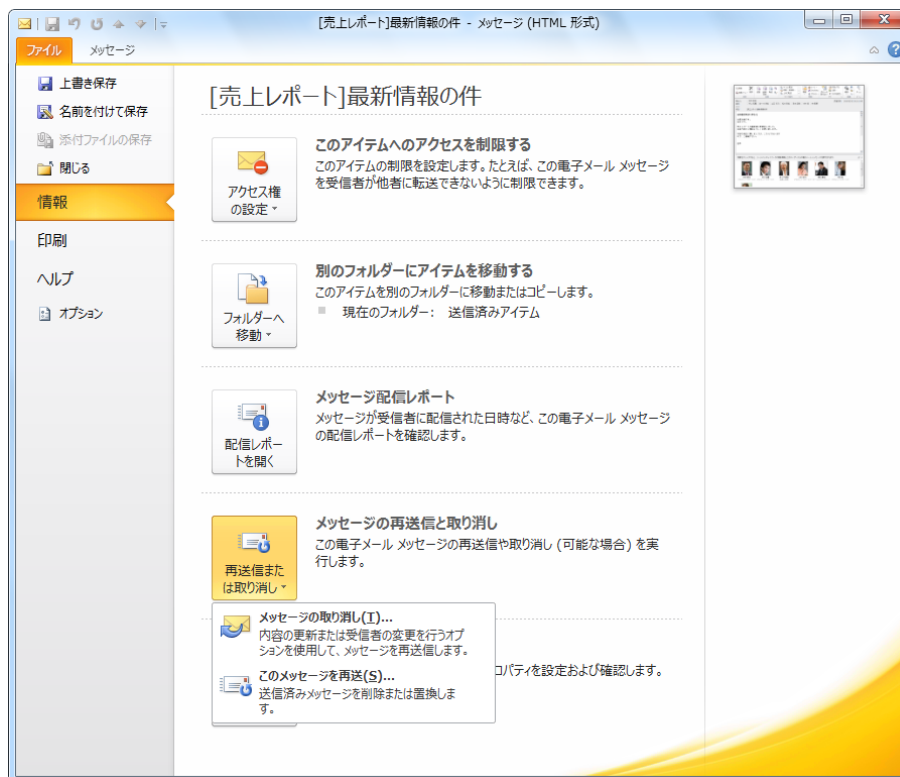 [売上レポート]最新情報の件 - メッセージ (HTML 形式)
ファイル メッセージ
上書き保存
名前を付けて保存
添付ファイルの保存
閉じる
情報
印刷
ヘルプ
オプション
[売上レポート]最新情報の件
アクセス権
の設定
このアイテムへのアクセスを制限する
このアイテムの制限を設定します。たとえば、この電子メール メッセージ
を受信者が他者に転送できないように制限できます。
フォルダーへ
移動
別のフォルダーにアイテムを移動する
このアイテムを別のフォルダーに移動またはコピーします。
現在のフォルダー: 送信済みアイテム
配信レポー
トを開く
メッセージ配信レポート
メッセージが受信者に配信された日時など、この電子メール メッセージ
の配信レポートを確認します。
再送信また
は取り消し
メッセージの再送信と取り消し
この電子メール メッセージの再送信や取り消し (可能な場合) を実
行します。
メッセージの取り消し(T)...
内容の更新または受信者の変更を行うオプ
ションを使用して、メッセージを再送信します。
このメッセージを再送(S)...
送信済みメッセージを削除または置換しま
す。
ロパティを設定および確認します。